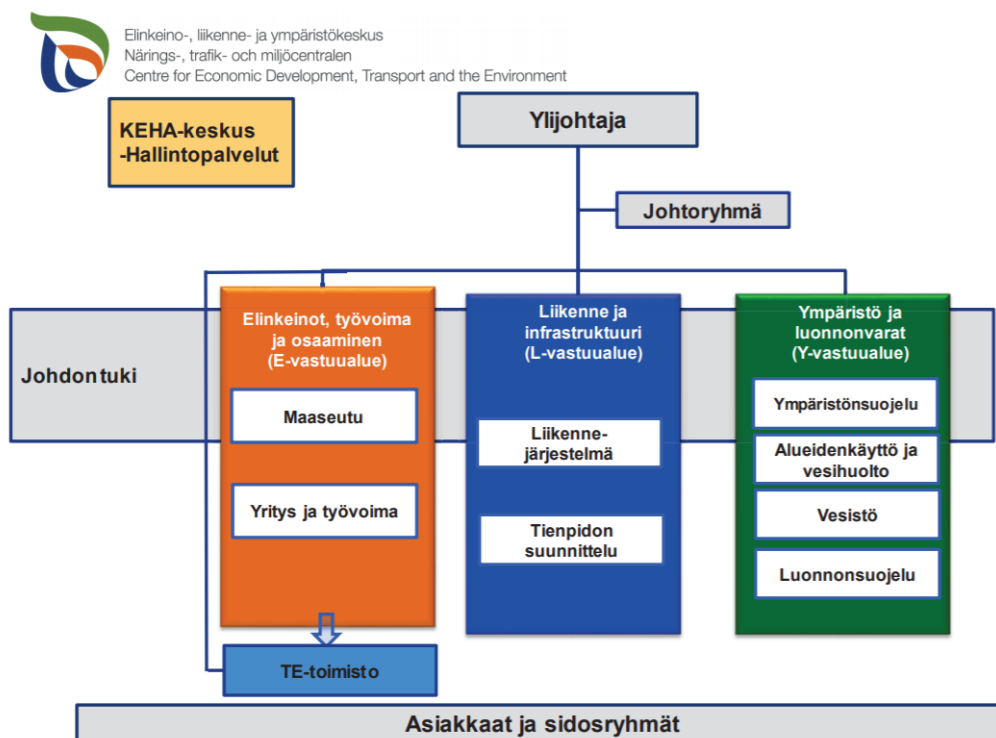 Elinkeino-, liikenne- ja ympäristökeskus
Närings-, trafik- och miljöcentralen
Centre for Economic Development, Transport and the Environment
KEHA-keskus
-Hallintopalvelut
Ylijohtaja
Johtoryhmä
Johdontuki
Elinkeinot, työvoima
ja osaaminen
(E-vastuualue)
Maaseutu
Yritys ja työvoima
Liikenne ja
infrastruktuuri
(L-vastuualue)
Liikenne-
järjestelmä
Tienpidon
suunnittelu
Ympäristö ja
luonnonvarat
(Y-vastuualue)
Ympäristönsuojelu
Alueidenkäyttö ja
vesihuolto
Vesistö
Luonnonsuojelu
TE-toimisto
Asiakkaat ja sidosryhmät